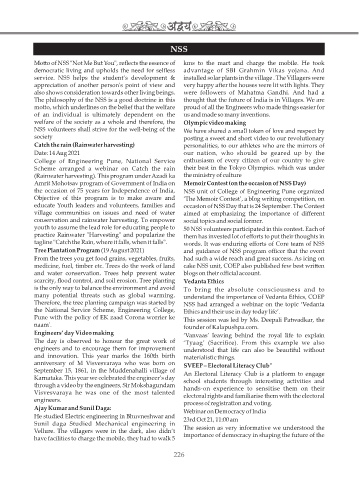 अद्वय
NSS
Motto of NSS "Not Me But You", reflects the essence of
democratic living and upholds the need for selfless
service. NSS helps the student's development &
appreciation of another person's point of view and
also shows consideration towards other living beings.
The philosophy of the NSS is a good doctrine in this
motto, which underlines on the belief that the welfare
of an individual is ultimately dependent on the
welfare of the society as a whole and therefore, the
NSS volunteers shall strive for the well-being of the
society
Catch the rain (Rainwater harvesting)
Date: 14 Aug 2021
College of Engineering Pune, National Service
Scheme arranged a webinar on Catch the rain
(Rainwater harvesting). This program under Azadi ka
Amrit Mohotsav program of Government of India on
the occasion of 75 years for Independence of India.
Objective of this program is to make aware and
educate Youth leaders and volunteers, families and
village communities on issues and need of water
conservation and rainwater harvesting. To empower
youth to assume the lead role for educating people to
practice Rainwater "Harvesting" and popularize the
tagline "Catch the Rain, where it falls, when it falls".
Tree Plantation Program (19 August 2021)
From the trees you get food grains, vegetables, fruits,
medicine, fuel, timber etc. Trees do the work of land
and water conservation. Trees help prevent water
scarcity, flood control, and soil erosion. Tree planting
is the only way to balance the environment and avoid
many potential threats such as global warming.
Therefore, the tree planting campaign was started by
the National Service Scheme, Engineering College,
Pune with the policy of EK zaad Corona worrier ke
naam'.
Engineers' day Video making
The day is observed to honour the great work of
engineers and to encourage them for improvement
and innovation. This year marks the 160th birth
anniversary of M Visvesvaraya who was born on
September 15, 1861, in the Muddenahalli village of
Karnataka. This year we celebrated the engineer's day
through a video by the engineers. Sir Mokshagundam
Visvesvaraya he was one of the most talented
engineers.
Ajay Kumar and Sunil Daga:
He studied Electric engineering in Bhuvneshwar and
Sunil daga Studied Mechanical engineering in
Vellure. The villagers were in the dark, also didn't
have facilities to charge the mobile, they had to walk 5
kms to the mart and charge the mobile. He took
advantage of SBI Grahmin Vikas yojana. And
installed solar plants in the village. The Villagers were
very happy after the houses were lit with lights. They
were followers of Mahatma Gandhi. And had a
thought that the future of India is in Villages. We are
proud of all the Engineers who made things easier for
us and made so many inventions.
Olympic video making
We have shared a small token of love and respect by
posting a sweet and short video to our revolutionary
personalities, to our athletes who are the mirrors of
our nation, who should be geared up by the
enthusiasm of every citizen of our country to give
their best in the Tokyo Olympics. which was under
the ministry of culture
Memoir Contest (on the occasion of NSS Day)
NSS unit of College of Engineering Pune organized
'The Memoir Contest', a blog writing competition, on
occasion of NSS Day that is 24 September. The Contest
aimed at emphasizing the importance of different
social topics and social former.
58 NSS volunteers participated in this contest. Each of
them has invested lot of efforts to put their thoughts in
words. It was enduring efforts of Core team of NSS
and guidance of NSS program officer that the event
had such a wide reach and great success. As icing on
cake NSS unit, COEP also published few best written
blogs on their official account.
Vedanta Ethics
To bring the absolute consciousness and to
understand the importance of Vedanta Ethics, COEP
NSS had arranged a webinar on the topic 'Vedanta
Ethics and their use in day today life'.
This session was led by Ms. Deepali Patwadkar, the
founder of Kalapushpa.com.
'Vanvaas' leaving behind the royal life to explain
'Tyaag' (Sacrifice). From this example we also
understood that life can also be beautiful without
materialistic things.
SVEEP – Electoral Literacy Club"
An Electoral Literacy Club is a platform to engage
school students through interesting activities and
hands-on experience to sensitise them on their
electoral rights and familiarise them with the electoral
process of registration and voting.
Webinar on Democracy of India
23rd Oct 21, 11:00 am
The session as very informative we understood the
importance of democracy in shaping the future of the
226